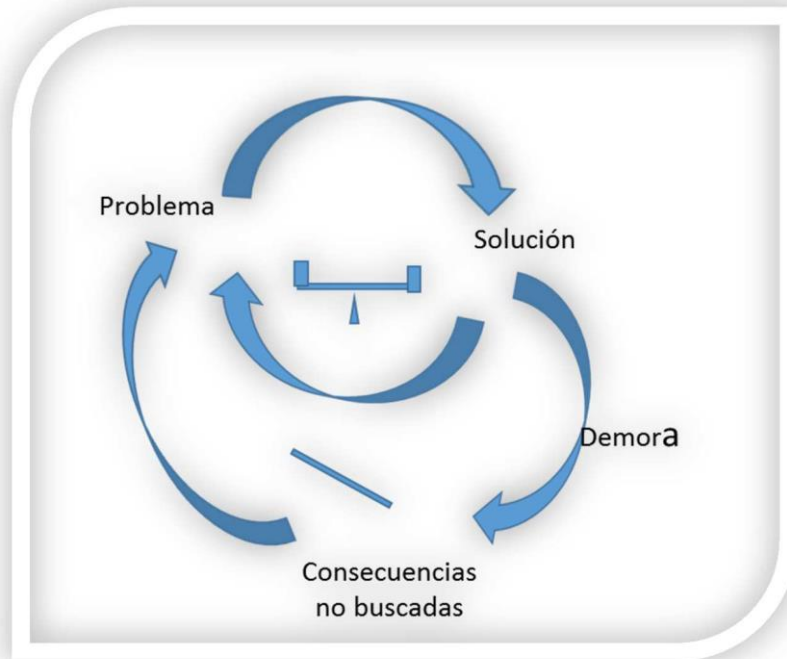 Problema
Solución
Demora
Consecuencias
no buscadas